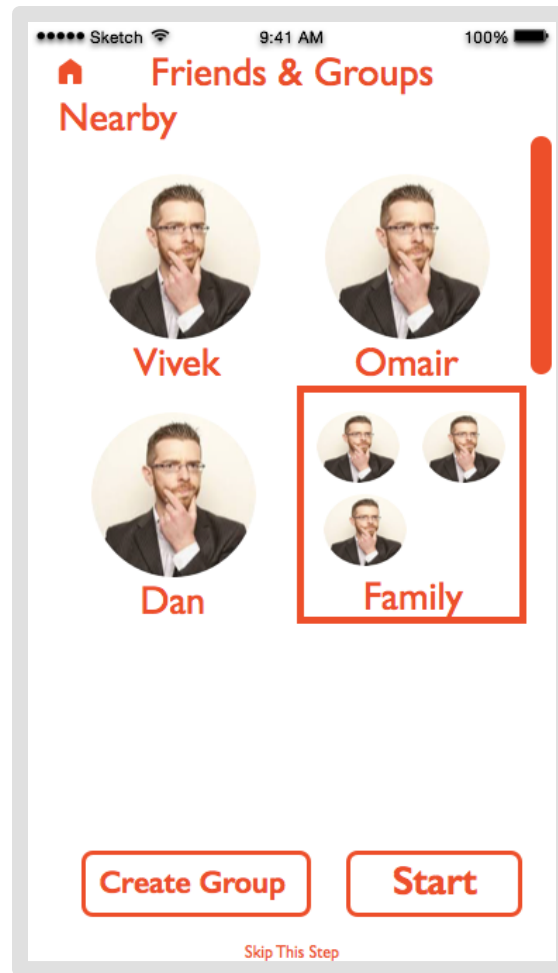 Sketch 9:41 AM 100%
Friends & Groups
Nearby
Vivek Omair
Dan Family
Create Group Start
Skip This Step